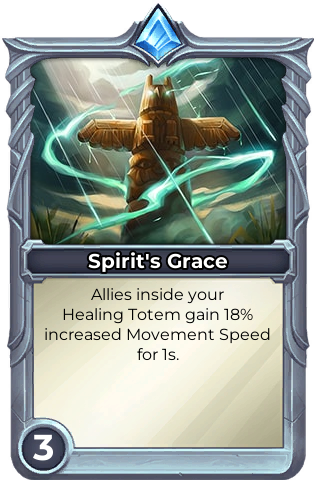 Spirit's Grace
Allies inside your
Healing Totem gain 18%
increased Movement Speed
for 1s.
3